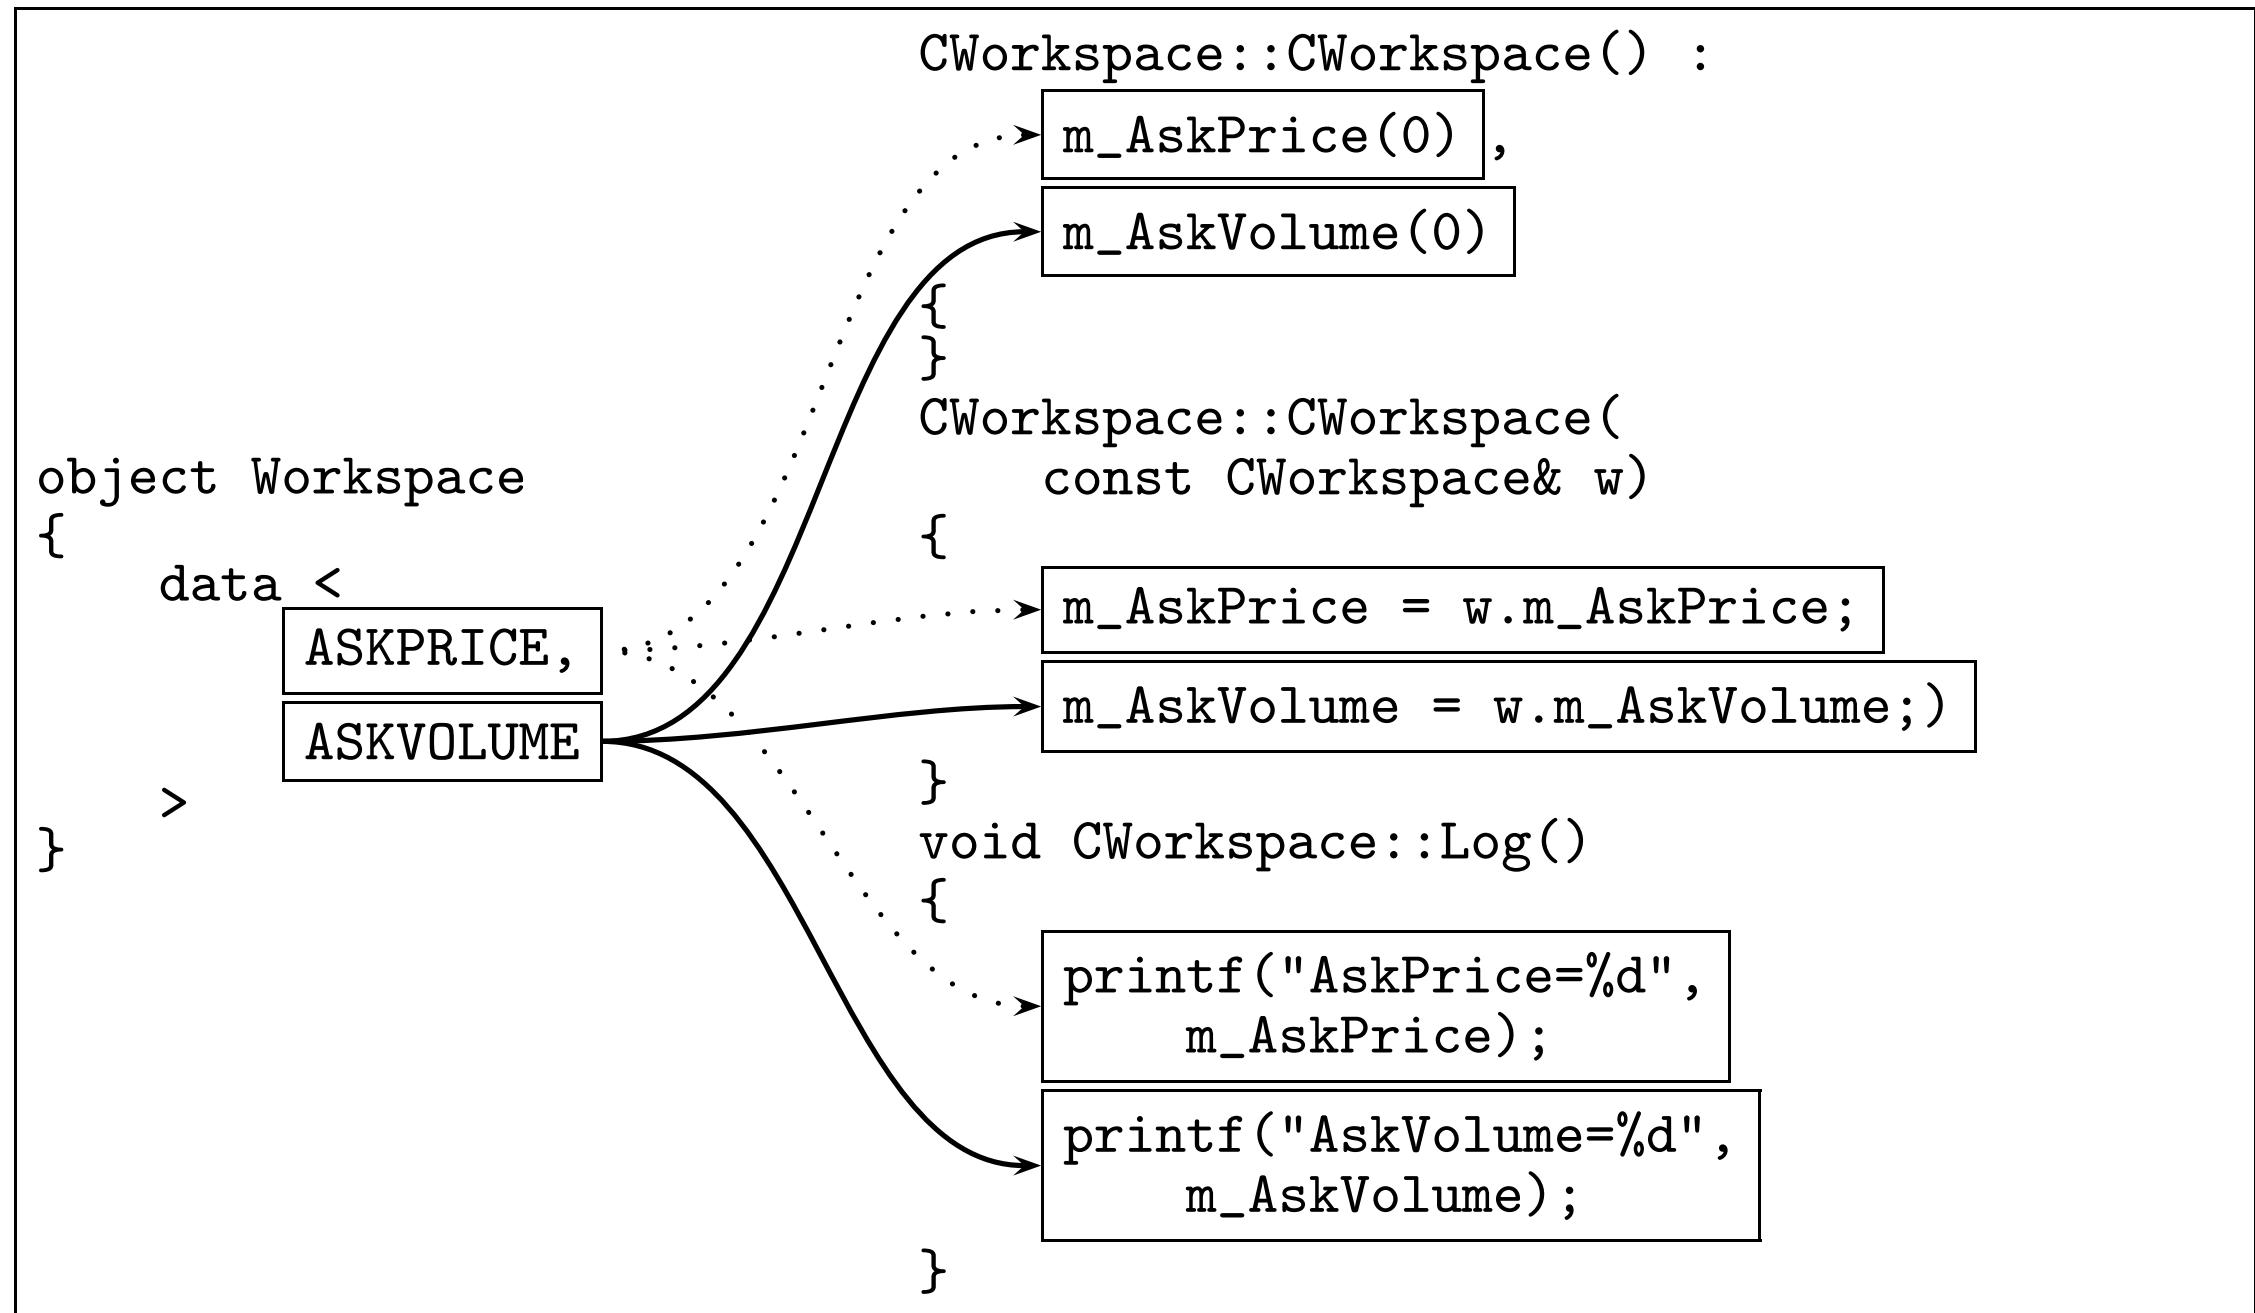 object Workspace
{
data <
ASKPRICE,
ASKVOLUME
>
}
CWorkspace::CWorkspace() :
m_AskPrice(0),
m_AskVolume(0)
{
}
CWorkspace::CWorkspace(
const CWorkspace& w)
{
m_AskPrice = w.m_AskPrice;
m_AskVolume = w.m_AskVolume;)
}
void CWorkspace::Log()
{
printf("AskPrice=%d",
m_AskPrice);
printf("AskVolume=%d",
m_AskVolume);
}